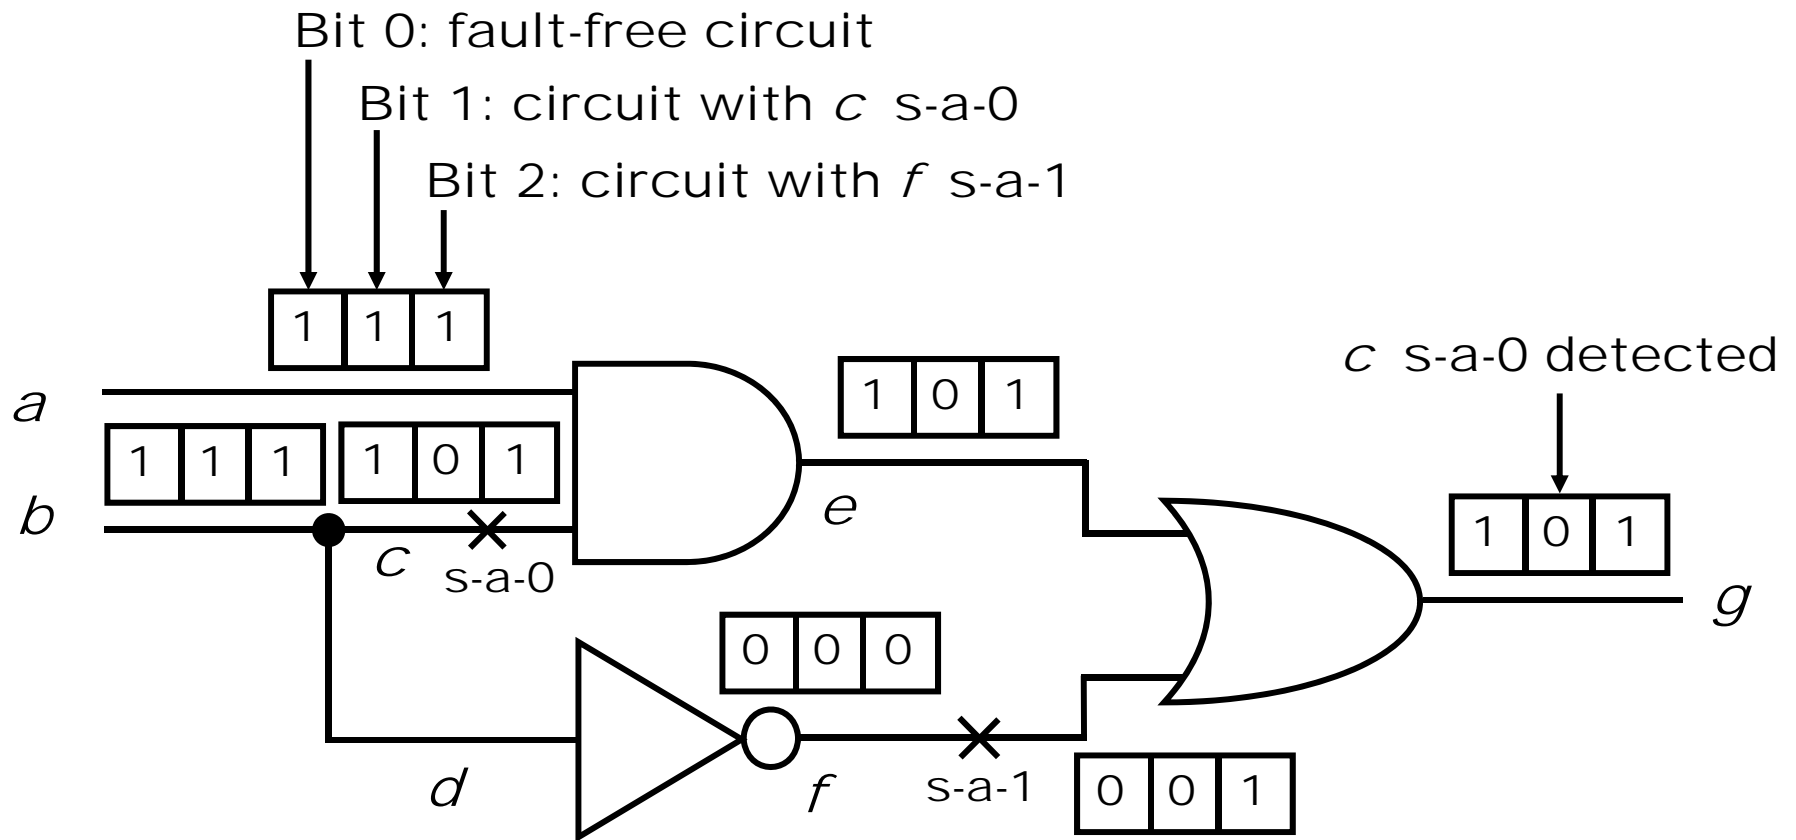 Bit 0: fault-free circuit
Bit 1: circuit with c s-a-0
Bit 2: circuit with f s-a-1
1 1 1
c s-a-0 detected
a
1 0 1
1 1 1
1 0 1
b
e
1 0 1
c
s-a-0
g
0 0 0
d
f
s-a-1
0 0 1